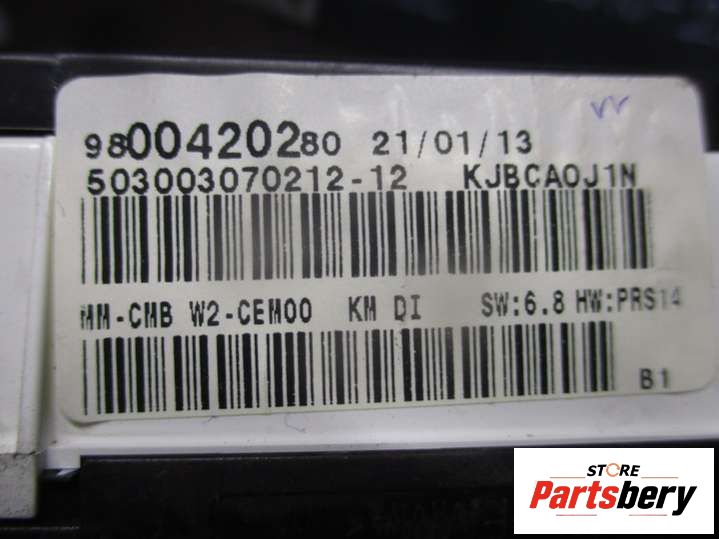 9800420280 21/01/13
503003070212-12 KJBCA0J1N
MM-CMB W2-CEM00 KM DI SW:6.8 HW:PRS14
B1
STORE
Partsbery